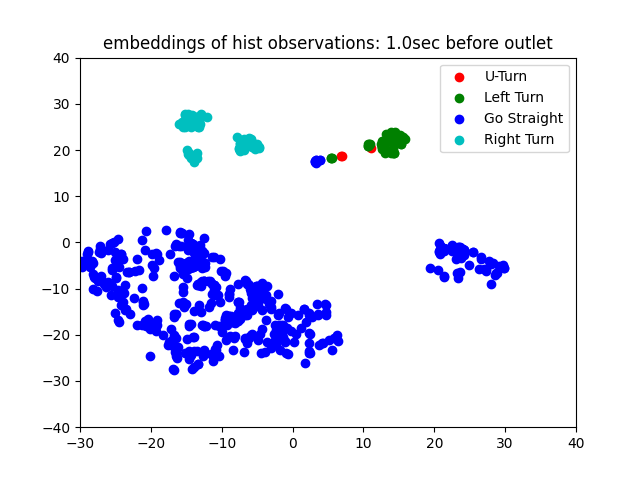 embeddings of hist observations: 1.0sec before outlet
U-Turn
Left Turn
Go Straight
Right Turn
40
30
20
10
0
−10
−20
−30
−40
−30 −20 −10 0 10 20 30 40